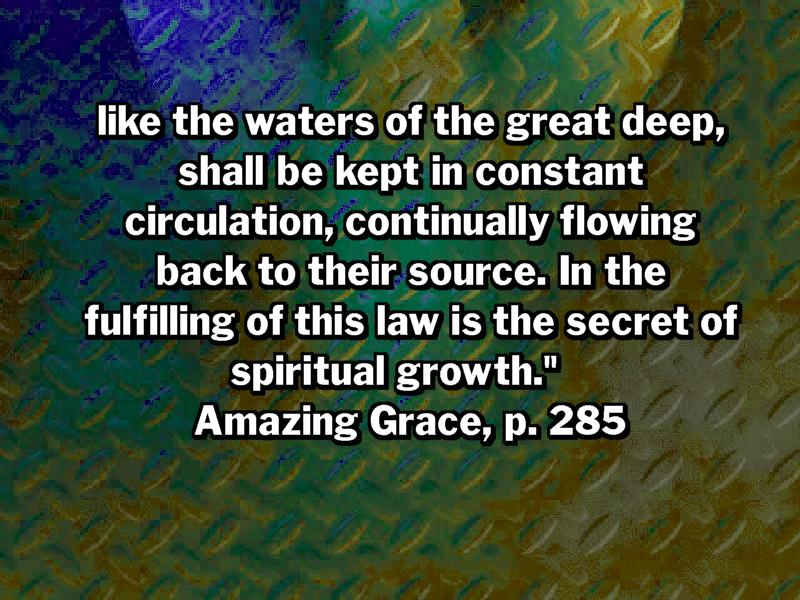 like the waters of the great deep,
shall be kept in constant
circulation, continually flowing
back to their source. In the
fulfilling of this law is the secret of
spiritual growth."
Amazing Grace, p. 285